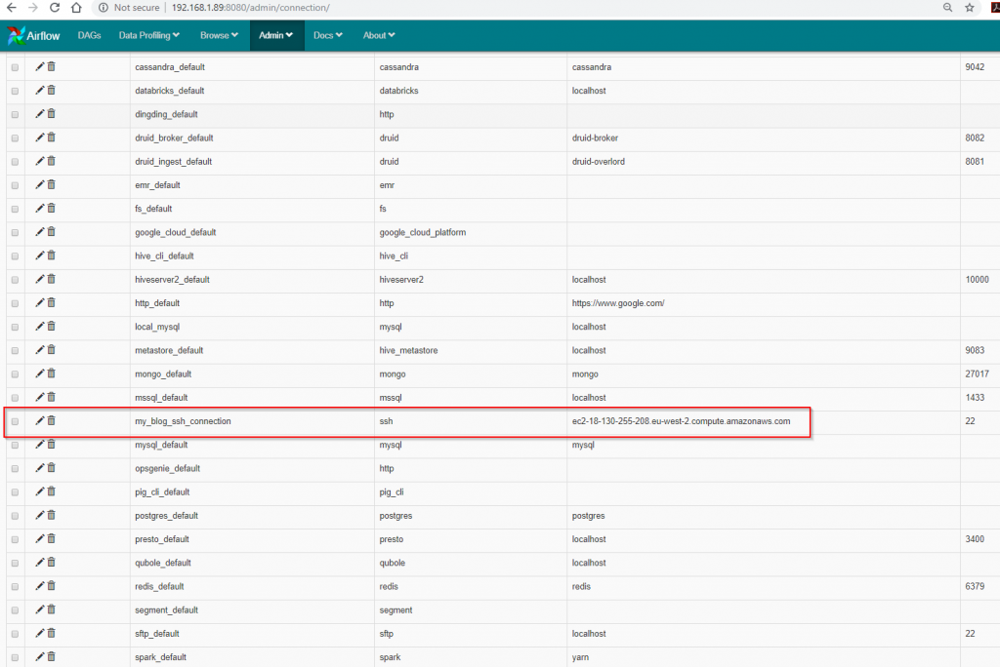 Not secure | 192.168.1.89:8080/admin/connection/
Airflow DAGs Data Profiling Browse Admin Docs About
cassandra_default cassandra cassandra 9042
databricks_default databricks localhost
dingding_default http
druid_broker_default druid druid-broker 8082
druid_ingest_default druid druid-overlord 8081
emr_default emr
fs_default fs
google_cloud_default google_cloud_platform
hive_cli_default hive_cli
hiveserver2_default hiveserver2 localhost 10000
http_default http https://www.google.com/
local_mysql mysql localhost
metastore_default hive_metastore localhost 9083
mongo_default mongo mongo 27017
mssql_default mssql localhost 1433
my_blog_ssh_connection ssh ec2-18-130-255-208.eu-west-2.compute.amazonaws.com 22
mysql_default mysql mysql
opsgenie_default http
pig_cli_default pig_cli
postgres_default postgres postgres
presto_default presto localhost 3400
qubole_default qubole localhost
redis_default redis redis 6379
segment_default segment
sftp_default sftp localhost 22
spark_default spark yarn